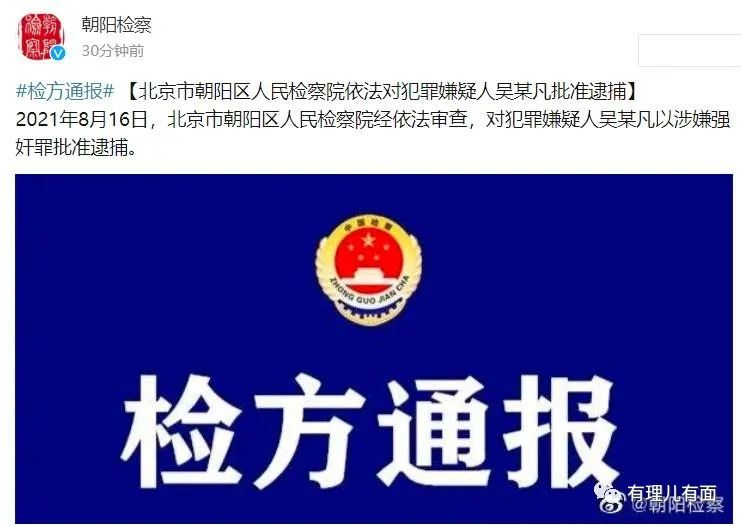 朝阳检察
30分钟前
#检方通报#【北京市朝阳区人民检察院依法对犯罪嫌疑人吴某凡批准逮捕】
2021年8月16日，北京市朝阳区人民检察院经依法审查，对犯罪嫌疑人吴某凡以涉嫌强
奸罪批准逮捕。
中国检察
ZHONG GUO JIAN CHA
检方通报
有理儿有面
@朝阳检察